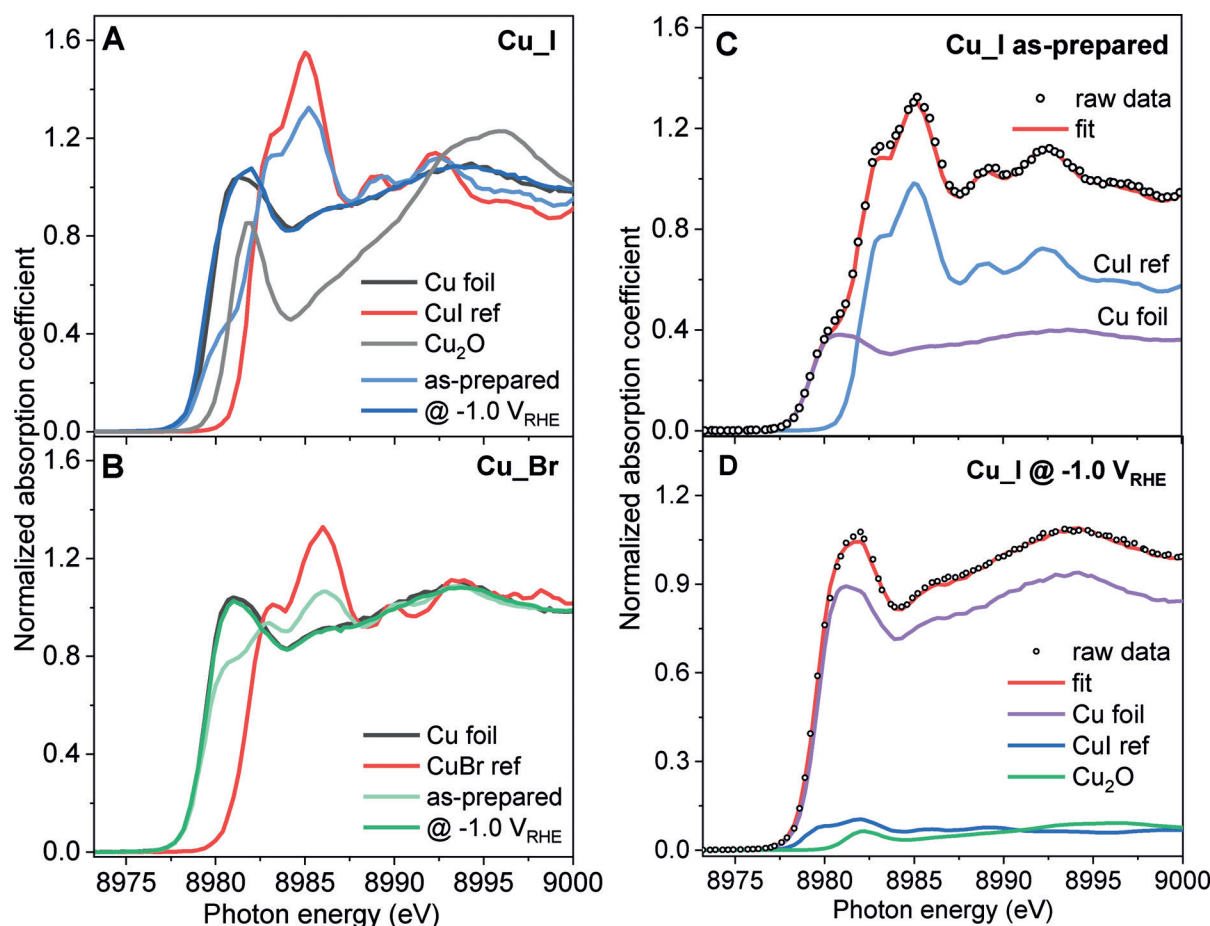 A
Cu_I
Normalized absorption coefficient
1.6
1.2
0.8
0.4
0.0
Cu foil
CuI ref
Cu₂O
as-prepared
@ -1.0 V_RHE
B
Cu_Br
1.6
1.2
0.8
0.4
0.0
Cu foil
CuBr ref
as-prepared
@ -1.0 V_RHE
8975 8980 8985 8990 8995 9000
Photon energy (eV)
C
Cu_I as-prepared
Normalized absorption coefficient
1.6
1.2
0.8
0.4
0.0
raw data
fit
CuI ref
Cu foil
D
Cu_I @ -1.0 V_RHE
Normalized absorption coefficient
1.2
0.9
0.6
0.3
0.0
raw data
fit
Cu foil
CuI ref
Cu₂O
8975 8980 8985 8990 8995 9000
Photon energy (eV)